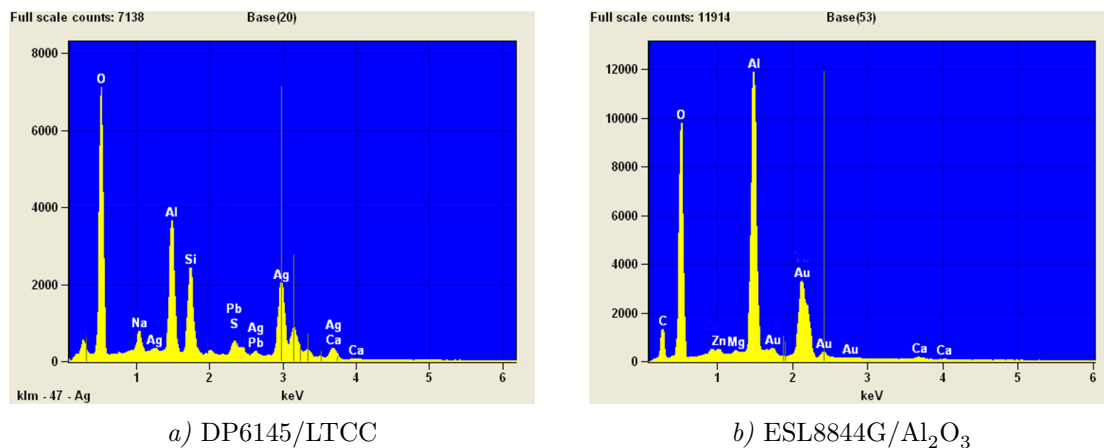 Full scale counts: 7138 Base(20)
8000
6000
4000
2000
0
O
Na
Ag
Al
Si
Pb
S
Ag
Pb
Ag
Ag
Ca
Ca
1 2 3 4 5 6
klm - 47 - Ag keV
a) DP6145/LTCC
Full scale counts: 11914 Base(53)
12000
10000
8000
6000
4000
2000
0
C
O
Zn
Mg
Al
Au
Au
Au
Au
Ca
Ca
1 2 3 4 5 6
keV
b) ESL8844G/Al₂O₃